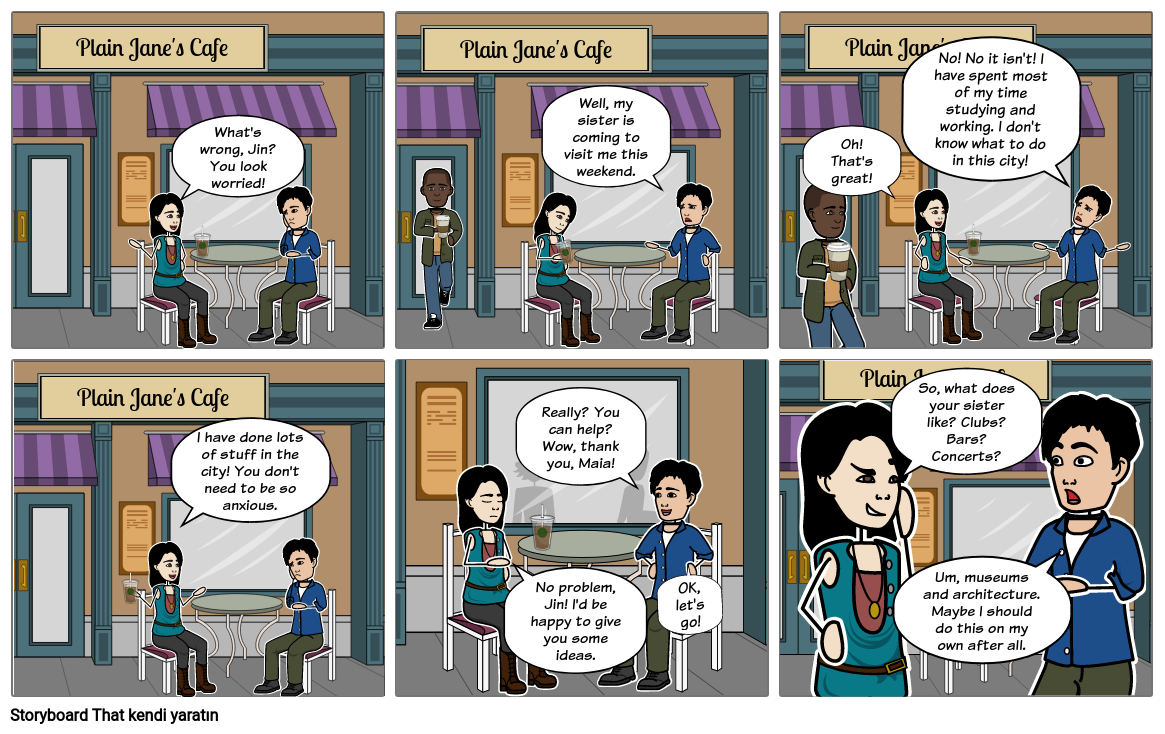 Plain Jane's Cafe
What's
wrong, Jin?
You look
worried!
Plain Jane's Cafe
Well, my
sister is
coming to
visit me this
weekend.
Plain Jane's
Oh!
That's
great!
No! No it isn't! I
have spent most
of my time
studying and
working. I don't
know what to do
in this city!
Plain Jane's Cafe
I have done lots
of stuff in the
city! You don't
need to be so
anxious.
Really? You
can help?
Wow, thank
you, Maia!
No problem,
Jin! I'd be
happy to give
you some
ideas.
OK,
let's
go!
Plain
So, what does
your sister
like? Clubs?
Bars?
Concerts?
Um, museums
and architecture.
Maybe I should
do this on my
own after all.
Storyboard That kendi yaratın